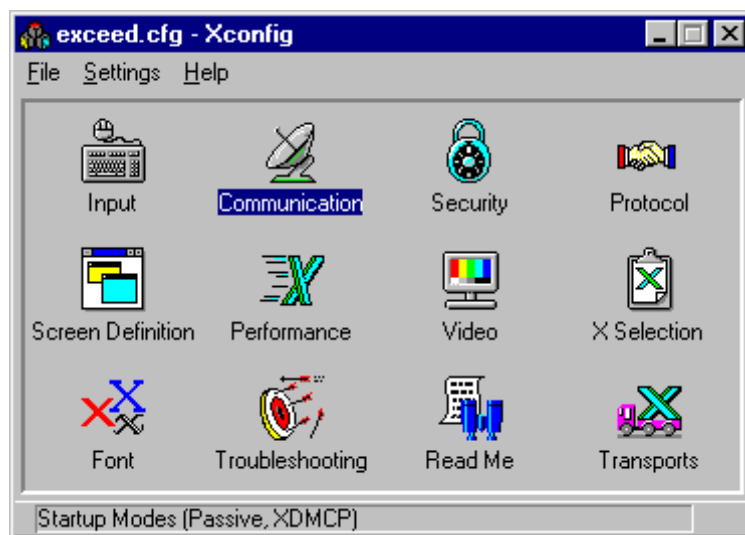 exceed.cfg - Xconfig
File Settings Help
Input Communication Security Protocol
Screen Definition Performance Video X Selection
Font Troubleshooting Read Me Transports
Startup Modes (Passive, XDMCP)